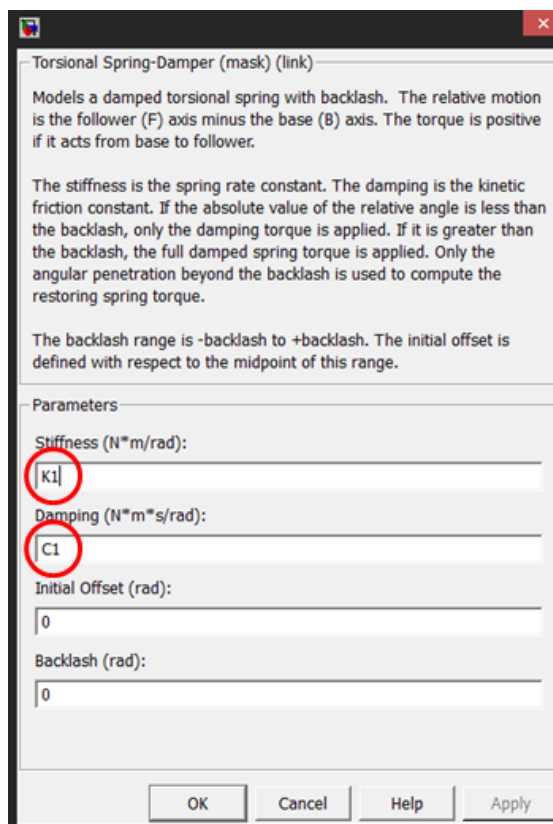 Torsional Spring-Damper (mask) (link)
Models a damped torsional spring with backlash. The relative motion
is the follower (F) axis minus the base (B) axis. The torque is positive
if it acts from base to follower.
The stiffness is the spring rate constant. The damping is the kinetic
friction constant. If the absolute value of the relative angle is less than
the backlash, only the damping torque is applied. If it is greater than
the backlash, the full damped spring torque is applied. Only the
angular penetration beyond the backlash is used to compute the
restoring spring torque.
The backlash range is -backlash to +backlash. The initial offset is
defined with respect to the midpoint of this range.
Parameters
Stiffness (N*m/rad):
K1
Damping (N*m*s/rad):
C1
Initial Offset (rad):
0
Backlash (rad):
0
OK Cancel Help Apply